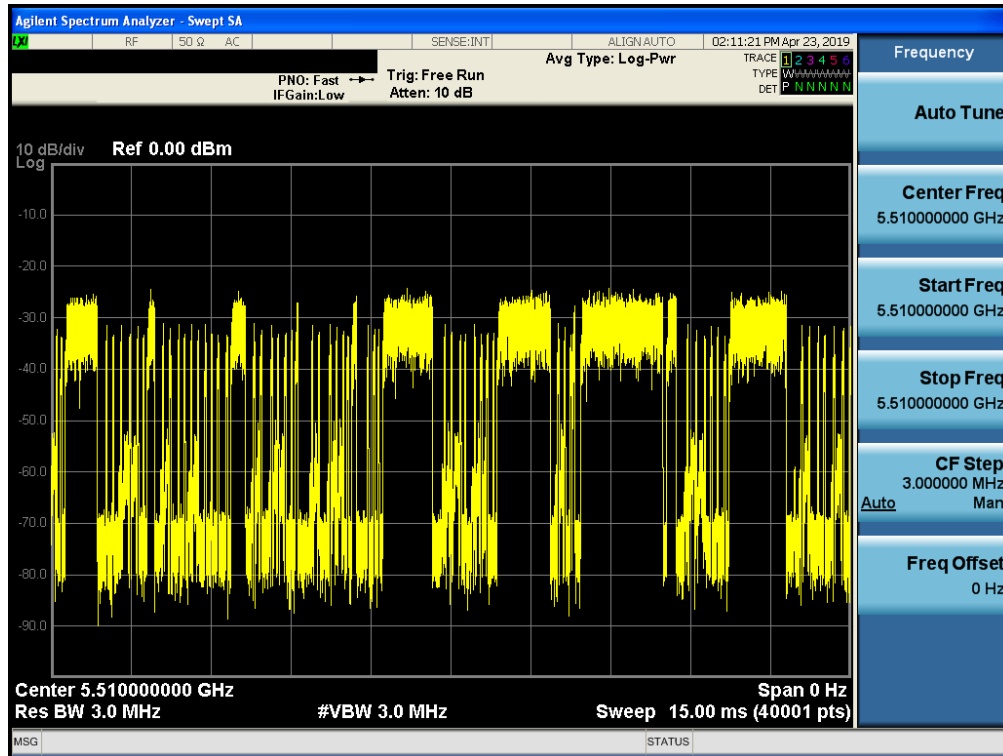 Agilent Spectrum Analyzer - Swept SA
LXI RF 50 Ω AC SENSE:INT ALIGN AUTO 02:11:21 PM Apr 23, 2019
Avg Type: Log-Pwr
TRACE 1 2 3 4 5 6
TYPE W
DET P N N N N N
PNO: Fast
IFGain:Low
Trig: Free Run
Atten: 10 dB
10 dB/div
Log
Ref 0.00 dBm
-10.0
-20.0
-30.0
-40.0
-50.0
-60.0
-70.0
-80.0
-90.0
Center 5.510000000 GHz
Span 0 Hz
Res BW 3.0 MHz
#VBW 3.0 MHz
Sweep 15.00 ms (40001 pts)
MSG
STATUS
Frequency
Auto Tune
Center Freq
5.510000000 GHz
Start Freq
5.510000000 GHz
Stop Freq
5.510000000 GHz
CF Step
3.000000 MHz
Auto Man
Freq Offset
0 Hz